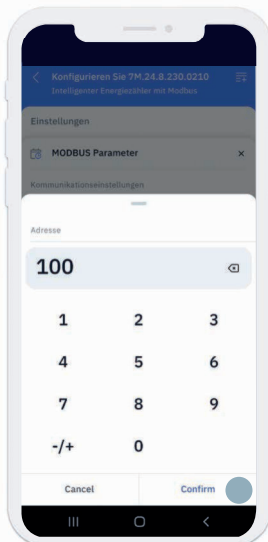 Konfigurieren Sie 7M.24.8.230.0210
Intelligenter Energiezähler mit Modbus
Einstellungen
MODBUS Parameter
Kommunikationseinstellungen
Adresse
100
1 2 3
4 5 6
7 8 9
-/+ 0
Cancel Confirm